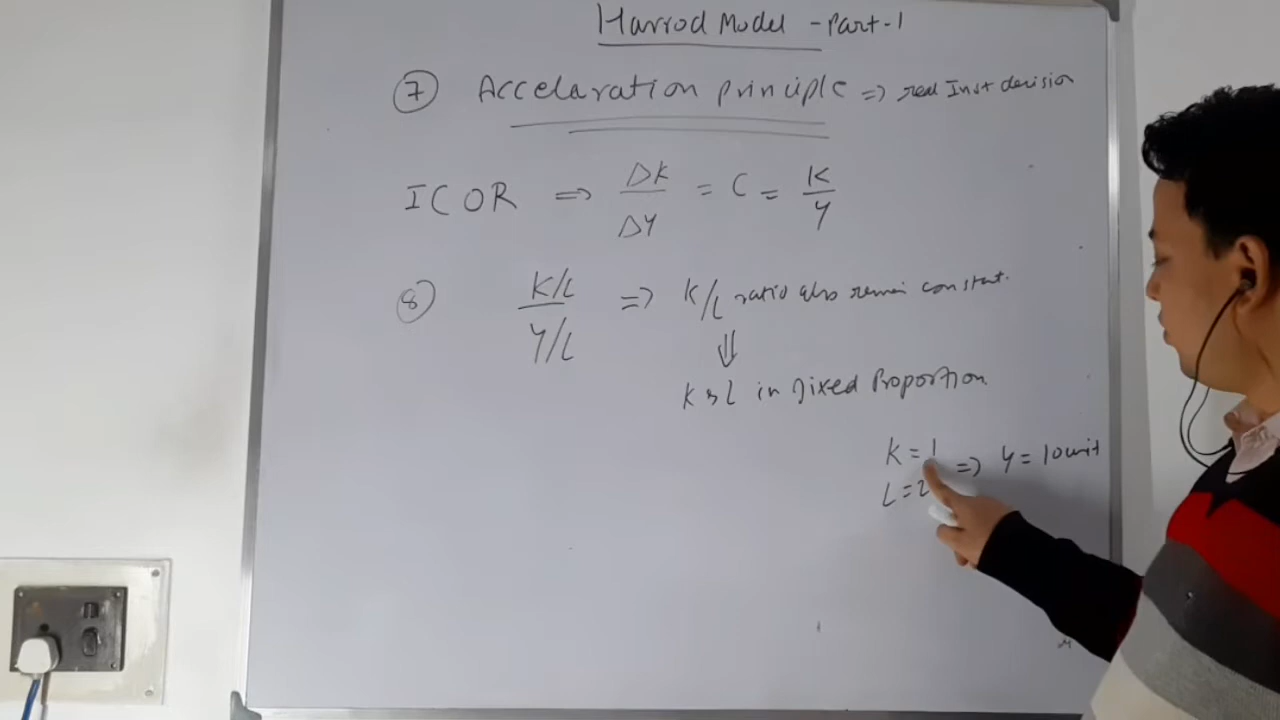 Harrod Model - Part-1
⑦ Accelaration principle => real Inst decision
ICOR => ΔK/ΔY = C = K/Y
⑧ K/L / Y/L => K/L ratio also remain constant.
⇓
K & L in fixed Proportion
K = 1
L = 2 => Y = 10 unit